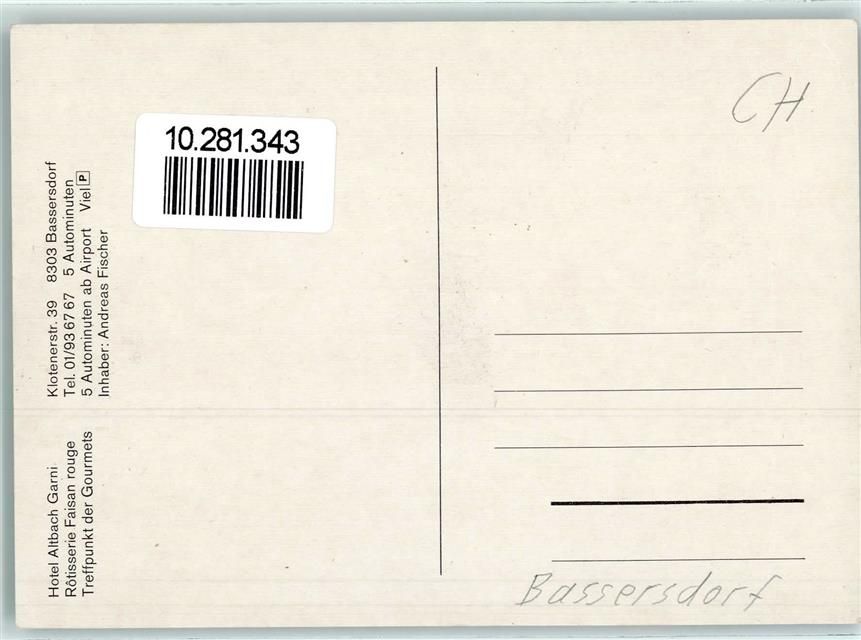 Hotel Altbach Garni
Rôtisserie Faisan rouge
Treffpunkt der Gourmets
Klotenerstr. 39 8303 Bassersdorf
Tel. 01/93 67 67 5 Autominuten
5 Autominuten ab Airport Viel P
Inhaber: Andreas Fischer
10.281.343
CH
Bassersdorf